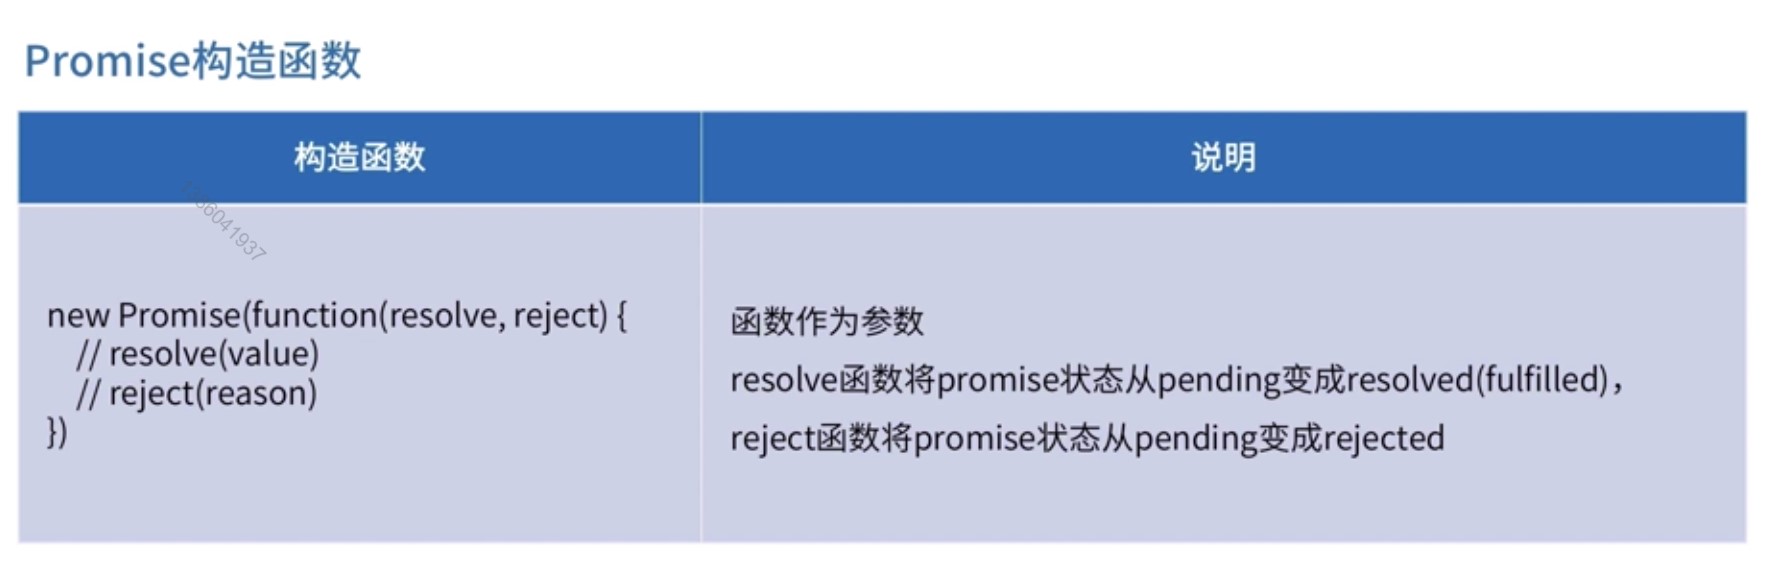 Promise构造函数
构造函数
说明
new Promise(function(resolve, reject) {
// resolve(value)
// reject(reason)
})
函数作为参数
resolve函数将promise状态从pending变成resolved(fulfilled)，
reject函数将promise状态从pending变成rejected